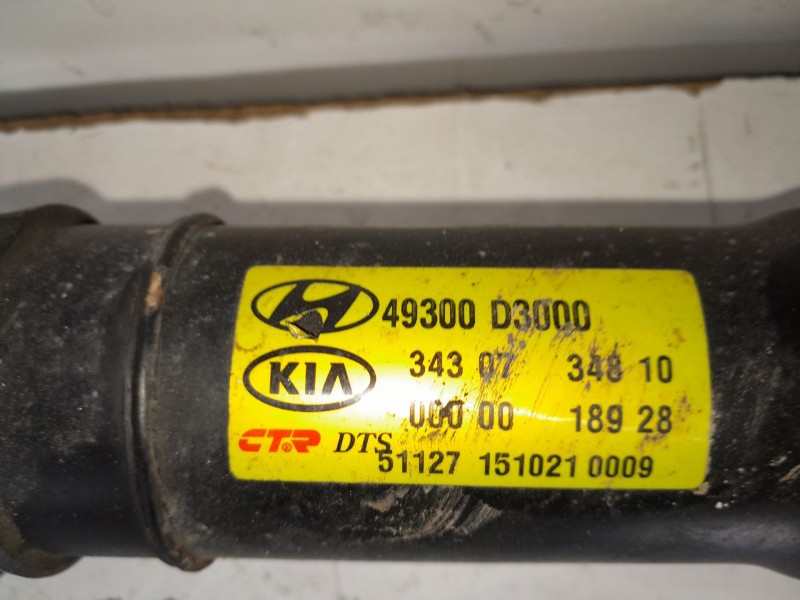 49300 D3000
KIA 343 07 348 10
000 00 189 28
CTR DTS
51127 151021 0009